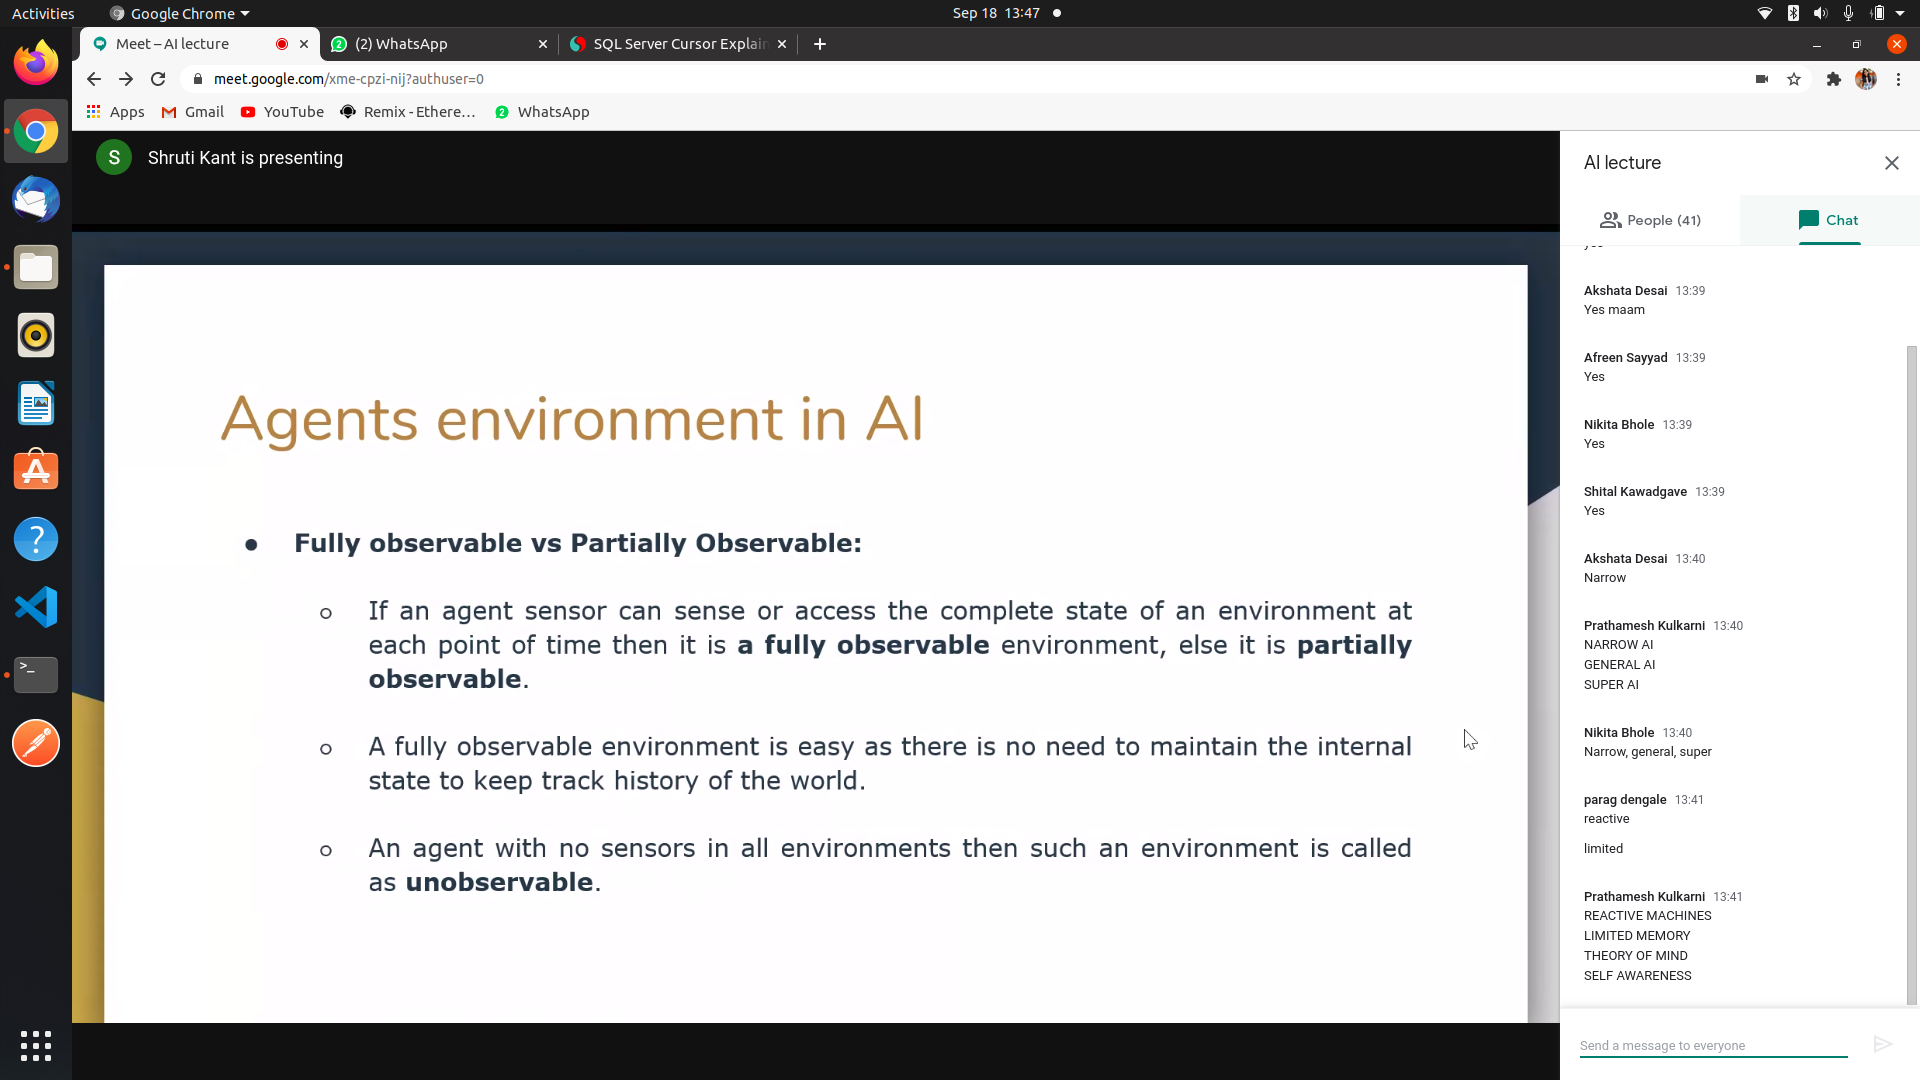 Activities
Google Chrome
Sep 18 13:47
Meet – AI lecture
(2) WhatsApp
SQL Server Cursor Explai
meet.google.com/xme-cpzi-nij?authuser=0
Apps
Gmail
YouTube
Remix - Ethere...
WhatsApp
S
Shruti Kant is presenting
Agents environment in AI
● Fully observable vs Partially Observable:
○ If an agent sensor can sense or access the complete state of an environment at
each point of time then it is a fully observable environment, else it is partially
observable.
○ A fully observable environment is easy as there is no need to maintain the internal
state to keep track history of the world.
○ An agent with no sensors in all environments then such an environment is called
as unobservable.
AI lecture
People (41)
Chat
Akshata Desai 13:39
Yes maam
Afreen Sayyad 13:39
Yes
Nikita Bhole 13:39
Yes
Shital Kawadgave 13:39
Yes
Akshata Desai 13:40
Narrow
Prathamesh Kulkarni 13:40
NARROW AI
GENERAL AI
SUPER AI
Nikita Bhole 13:40
Narrow, general, super
parag dengale 13:41
reactive
limited
Prathamesh Kulkarni 13:41
REACTIVE MACHINES
LIMITED MEMORY
THEORY OF MIND
SELF AWARENESS
Send a message to everyone